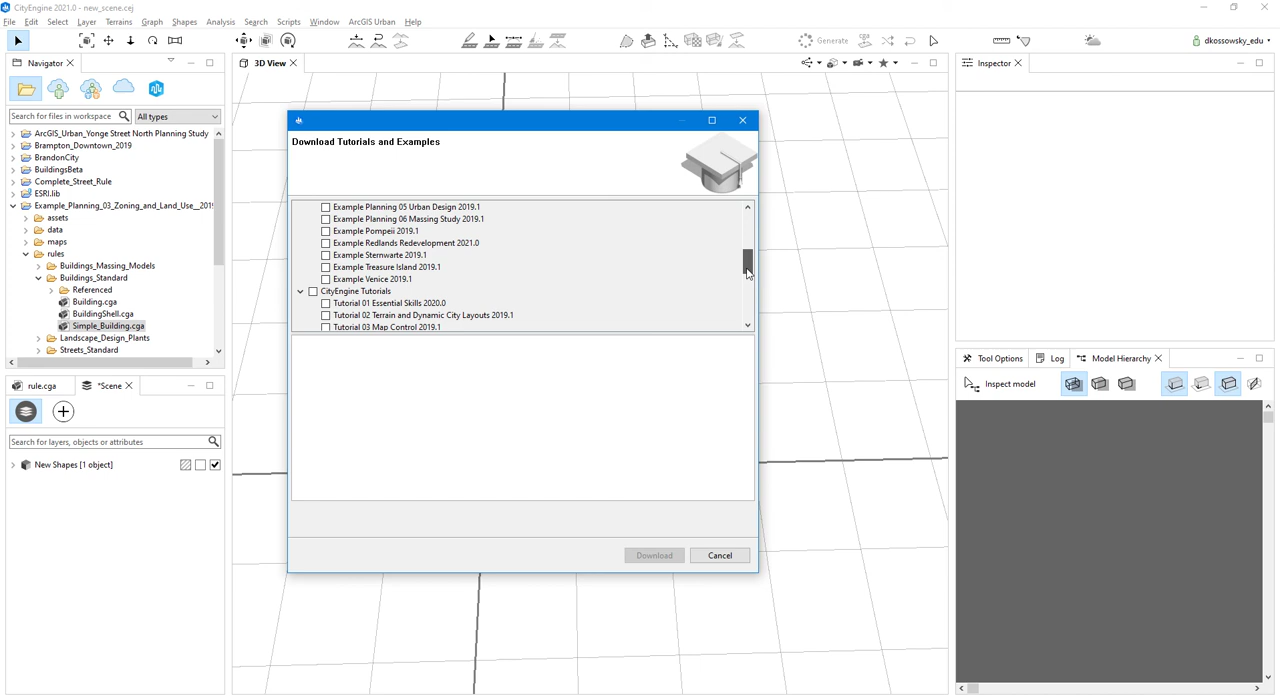 CityEngine 2021.0 - new_scene.cej
File Edit Select Layer Terrains Graph Shapes Analysis Search Scripts Window ArcGIS Urban Help
Generate
dkossowsky_edu
Navigator
Search for files in workspace
All types
ArcGIS_Urban_Yonge Street North Planning Study
Brampton_Downtown_2019
BrandonCity
BuildingsBeta
Complete_Street_Rule
ESRI.lib
Example_Planning_03_Zoning_and_Land_Use__201
assets
data
maps
rules
Buildings_Massing_Models
Buildings_Standard
Referenced
Building.cga
BuildingShell.cga
Simple_Building.cga
Landscape_Design_Plants
Streets_Standard
rule.cga
*Scene
Search for layers, objects or attributes
New Shapes [1 object]
3D View
Download Tutorials and Examples
Example Planning 05 Urban Design 2019.1
Example Planning 06 Massing Study 2019.1
Example Pompeii 2019.1
Example Redlands Redevelopment 2021.0
Example Sternwarte 2019.1
Example Treasure Island 2019.1
Example Venice 2019.1
CityEngine Tutorials
Tutorial 01 Essential Skills 2020.0
Tutorial 02 Terrain and Dynamic City Layouts 2019.1
Tutorial 03 Map Control 2019.1
Download
Cancel
Inspector
Tool Options
Log
Model Hierarchy
Inspect model